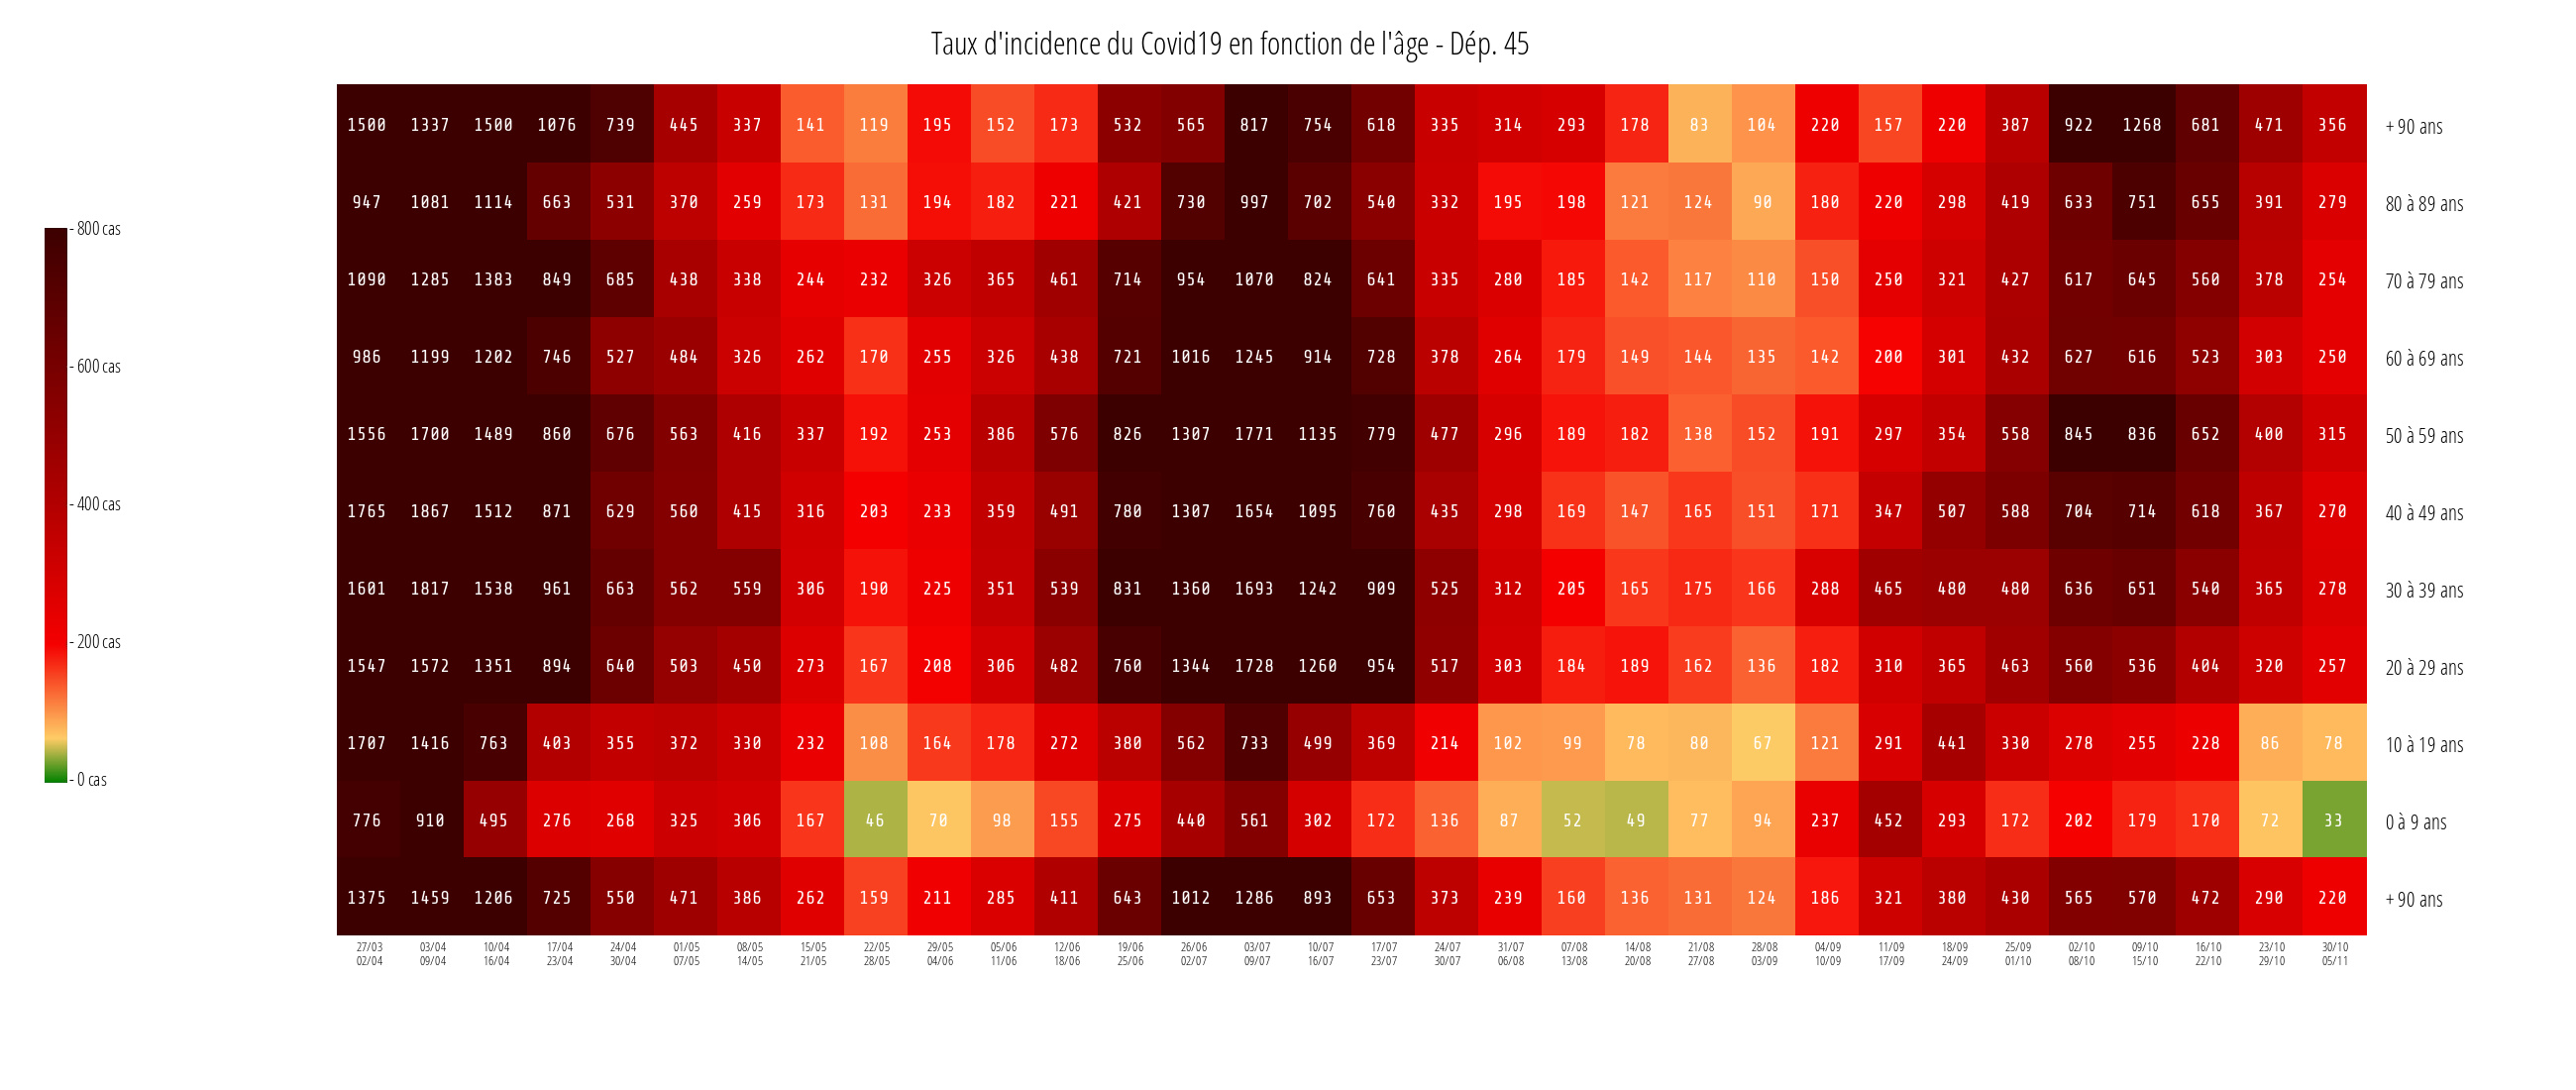 Taux d'incidence du Covid19 en fonction de l'âge - Dép. 45
1500 1337 1500 1076 739 445 337 141 119 195 152 173 532 565 817 754 618 335 314 293 178 83 104 220 157 220 387 922 1268 681 471 356 + 90 ans
947 1081 1114 663 531 370 259 173 131 194 182 221 421 730 997 702 540 332 195 198 121 124 90 180 220 298 419 633 751 655 391 279 80 à 89 ans
- 800 cas
1090 1285 1383 849 685 438 338 244 232 326 365 461 714 954 1070 824 641 335 280 185 142 117 110 150 250 321 427 617 645 560 378 254 70 à 79 ans
986 1199 1202 746 527 484 326 262 170 255 326 438 721 1016 1245 914 728 378 264 179 149 144 135 142 200 301 432 627 616 523 303 250 60 à 69 ans
- 600 cas
1556 1700 1489 860 676 563 416 337 192 253 386 576 826 1307 1771 1135 779 477 296 189 182 138 152 191 297 354 558 845 836 652 400 315 50 à 59 ans
- 400 cas
1765 1867 1512 871 629 560 415 316 203 233 359 491 780 1307 1654 1095 760 435 298 169 147 165 151 171 347 507 588 704 714 618 367 270 40 à 49 ans
1601 1817 1538 961 663 562 559 306 190 225 351 539 831 1360 1693 1242 909 525 312 205 165 175 166 288 465 480 480 636 651 540 365 278 30 à 39 ans
- 200 cas
1547 1572 1351 894 640 503 450 273 167 208 306 482 760 1344 1728 1260 954 517 303 184 189 162 136 182 310 365 463 560 536 404 320 257 20 à 29 ans
1707 1416 763 403 355 372 330 232 108 164 178 272 380 562 733 499 369 214 102 99 78 80 67 121 291 441 330 278 255 228 86 78 10 à 19 ans
- 0 cas
776 910 495 276 268 325 306 167 46 70 98 155 275 440 561 302 172 136 87 52 49 77 94 237 452 293 172 202 179 170 72 33 0 à 9 ans
1375 1459 1206 725 550 471 386 262 159 211 285 411 643 1012 1286 893 653 373 239 160 136 131 124 186 321 380 430 565 570 472 290 220 + 90 ans
27/03 03/04 10/04 17/04 24/04 01/05 08/05 15/05 22/05 29/05 05/06 12/06 19/06 26/06 03/07 10/07 17/07 24/07 31/07 07/08 14/08 21/08 28/08 04/09 11/09 18/09 25/09 02/10 09/10 16/10 23/10 30/10
02/04 09/04 16/04 23/04 30/04 07/05 14/05 21/05 28/05 04/06 11/06 18/06 25/06 02/07 09/07 16/07 23/07 30/07 06/08 13/08 20/08 27/08 03/09 10/09 17/09 24/09 01/10 08/10 15/10 22/10 29/10 05/11